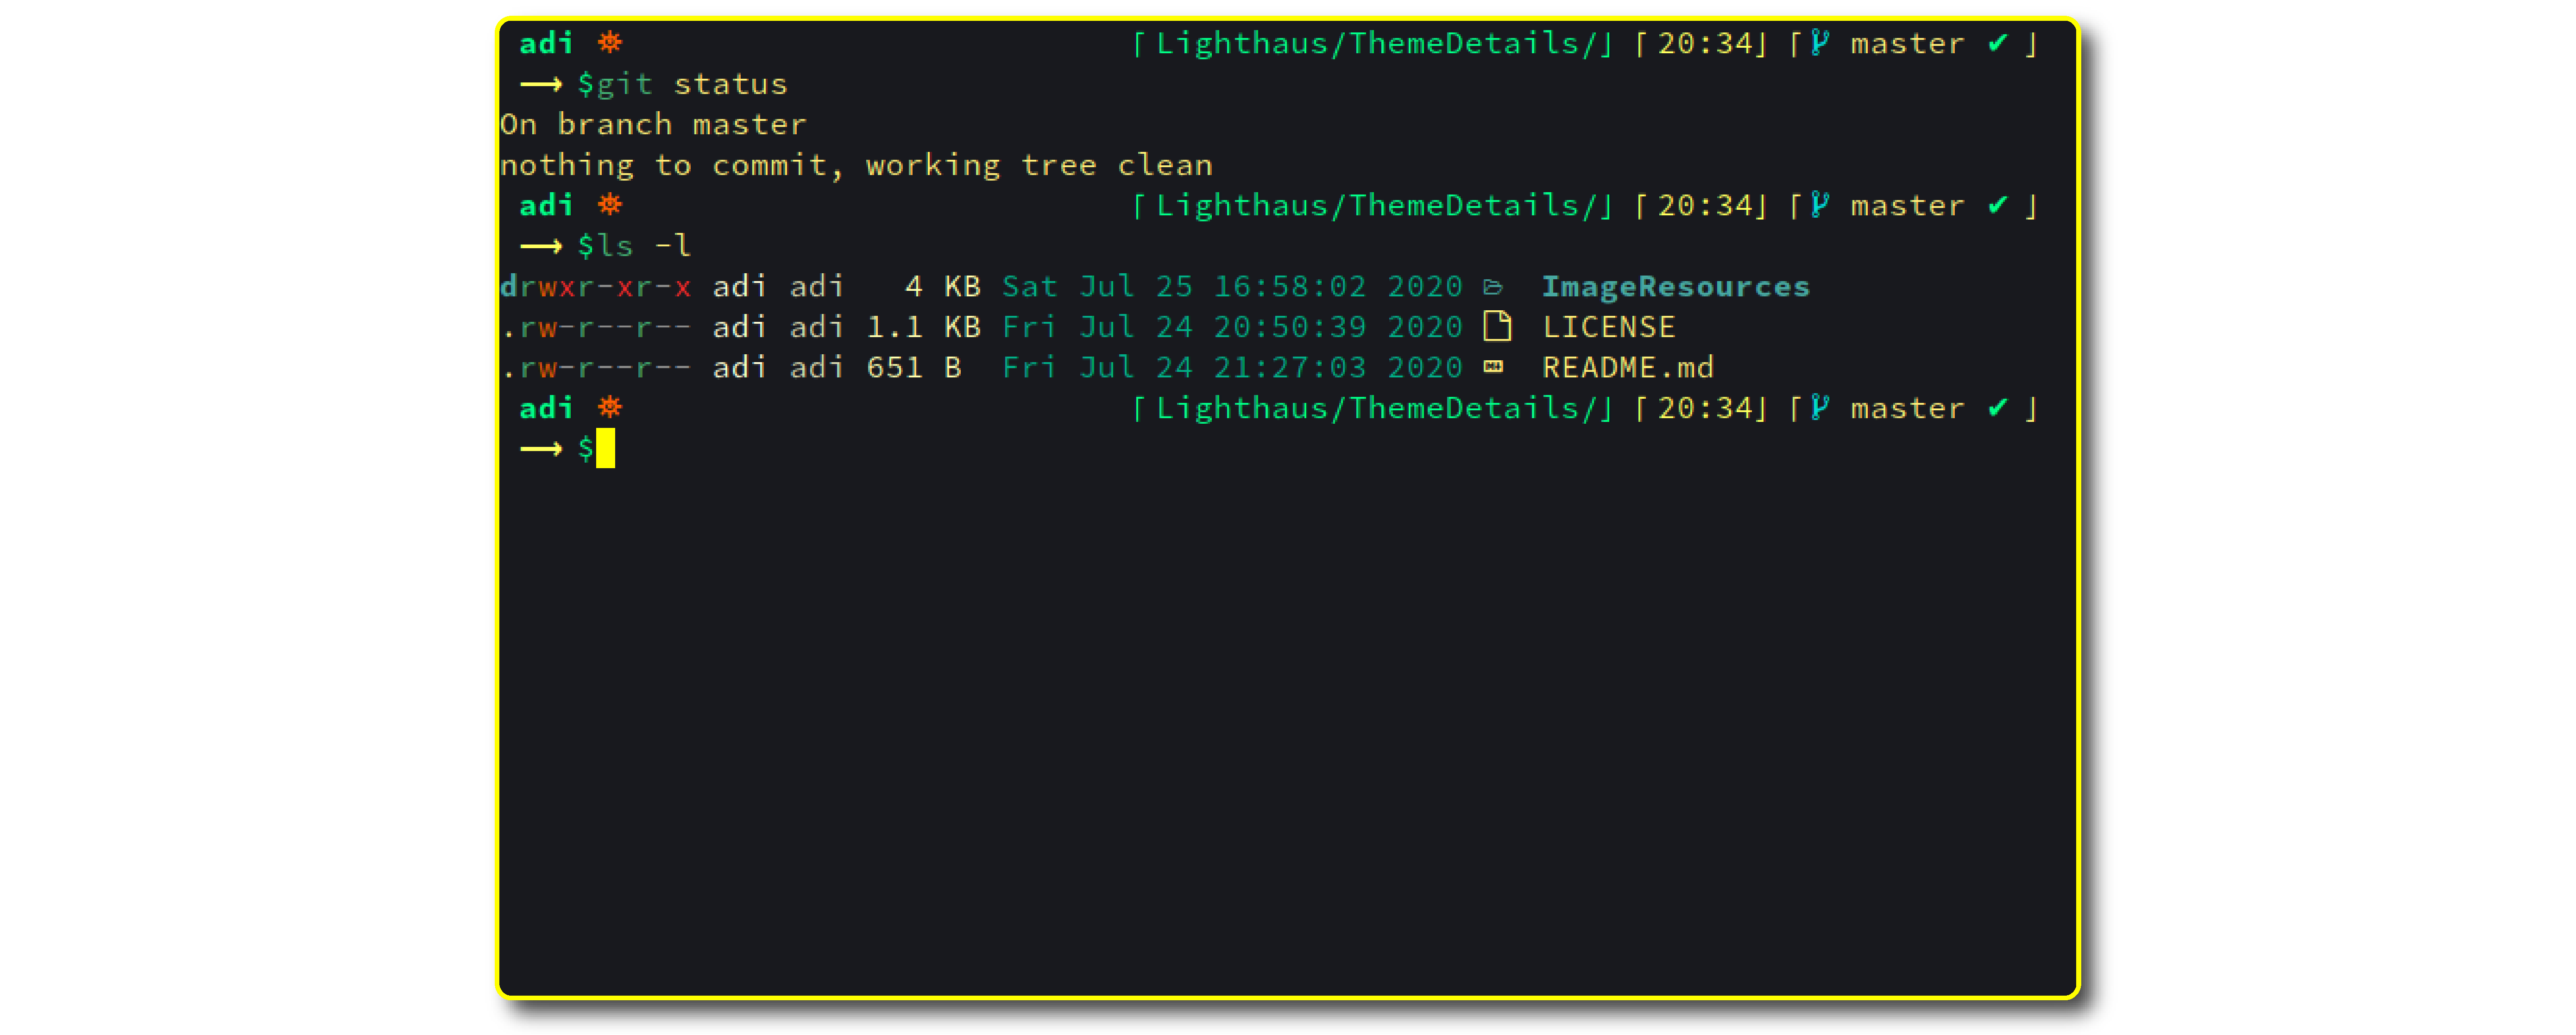 adi ⎈ ⌈Lighthaus/ThemeDetails/⌋ ⌈20:34⌋ ⌈ master ✔ ⌋
⟶ $git status
On branch master
nothing to commit, working tree clean
adi ⎈ ⌈Lighthaus/ThemeDetails/⌋ ⌈20:34⌋ ⌈ master ✔ ⌋
⟶ $ls -l
drwxr-xr-x adi adi   4 KB Sat Jul 25 16:58:02 2020  ImageResources
.rw-r--r-- adi adi 1.1 KB Fri Jul 24 20:50:39 2020  LICENSE
.rw-r--r-- adi adi 651 B  Fri Jul 24 21:27:03 2020  README.md
adi ⎈ ⌈Lighthaus/ThemeDetails/⌋ ⌈20:34⌋ ⌈ master ✔ ⌋
⟶ $